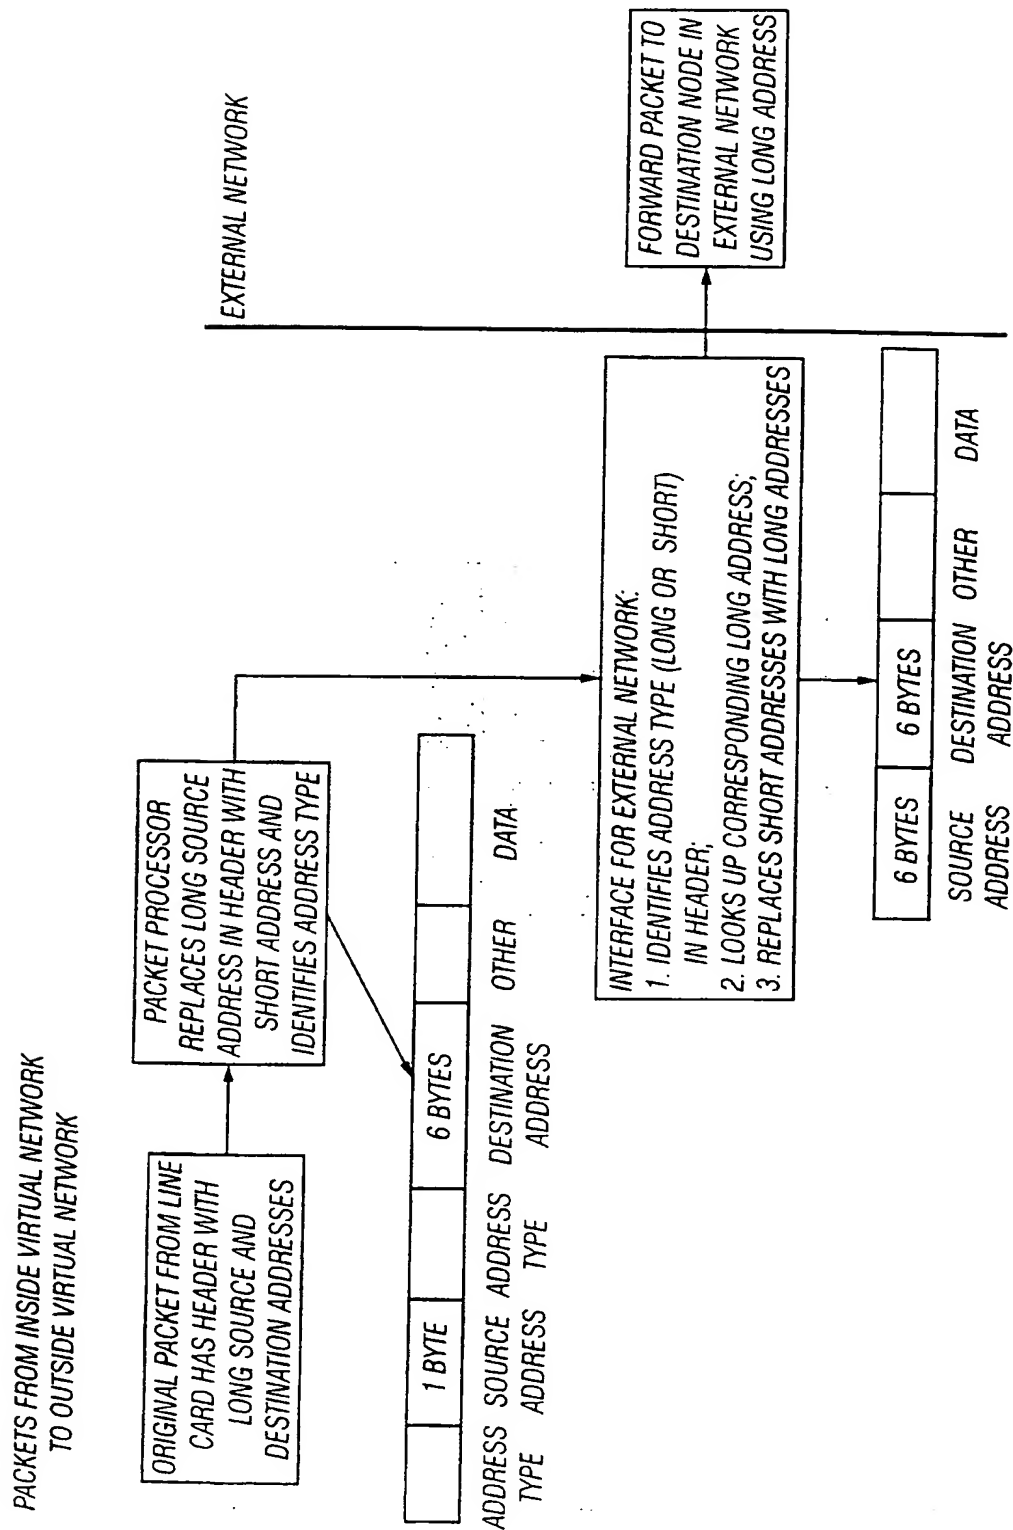 PACKETS FROM INSIDE VIRTUAL NETWORK
TO OUTSIDE VIRTUAL NETWORK
ORIGINAL PACKET FROM LINE
CARD HAS HEADER WITH
LONG SOURCE AND
DESTINATION ADDRESSES
PACKET PROCESSOR
REPLACES LONG SOURCE
ADDRESS IN HEADER WITH
SHORT ADDRESS AND
IDENTIFIES ADDRESS TYPE
EXTERNAL NETWORK
1 BYTE
6 BYTES
ADDRESS
TYPE
SOURCE
ADDRESS
ADDRESS
TYPE
DESTINATION
ADDRESS
OTHER
DATA
INTERFACE FOR EXTERNAL NETWORK:
1. IDENTIFIES ADDRESS TYPE (LONG OR SHORT)
IN HEADER;
2. LOOKS UP CORRESPONDING LONG ADDRESS;
3. REPLACES SHORT ADDRESSES WITH LONG ADDRESSES
FORWARD PACKET TO
DESTINATION NODE IN
EXTERNAL NETWORK
USING LONG ADDRESS
6 BYTES
6 BYTES
SOURCE
ADDRESS
DESTINATION
ADDRESS
OTHER
DATA